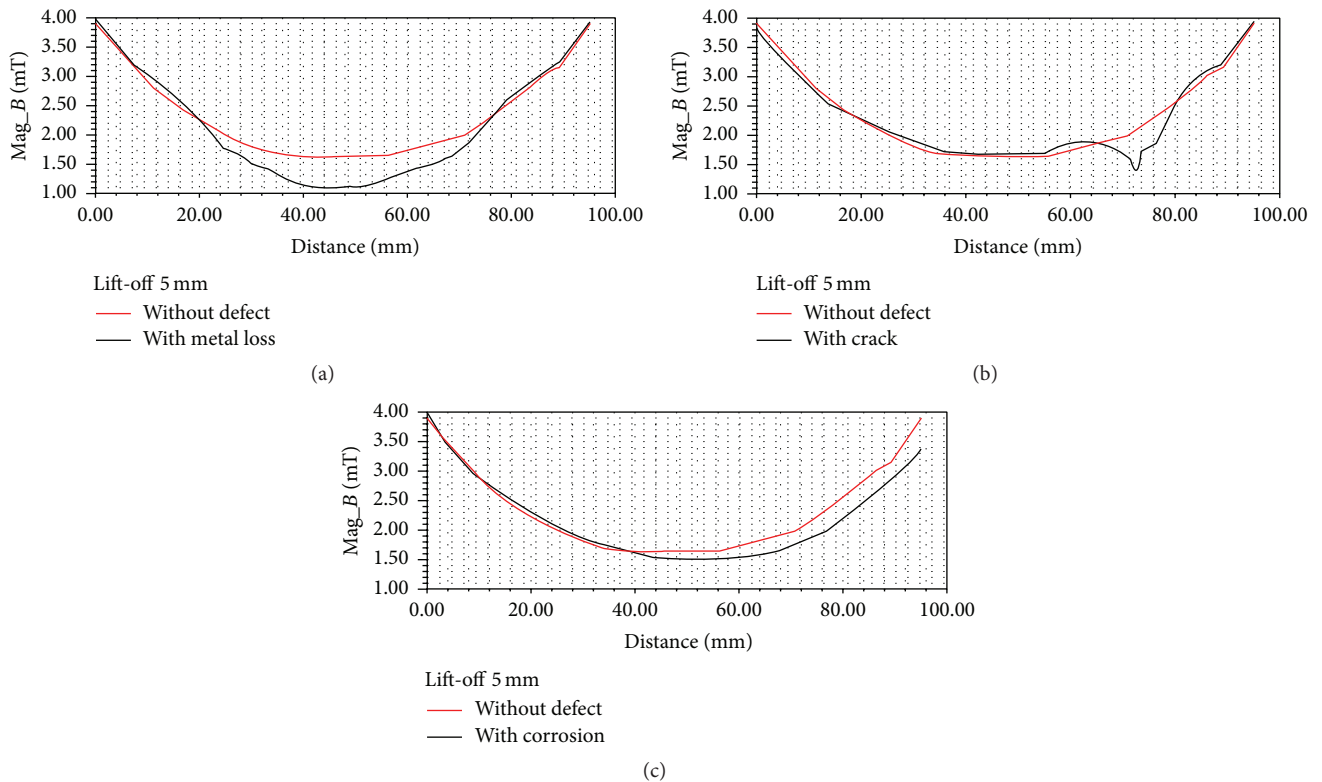 4.00
3.50
3.00
2.50
2.00
1.50
1.00
Mag_B (mT)
0.00 20.00 40.00 60.00 80.00 100.00
Distance (mm)
Lift-off 5 mm
Without defect
With metal loss
(a)
4.00
3.50
3.00
2.50
2.00
1.50
1.00
Mag_B (mT)
0.00 20.00 40.00 60.00 80.00 100.00
Distance (mm)
Lift-off 5 mm
Without defect
With crack
(b)
4.00
3.50
3.00
2.50
2.00
1.50
1.00
Mag_B (mT)
0.00 20.00 40.00 60.00 80.00 100.00
Distance (mm)
Lift-off 5 mm
Without defect
With corrosion
(c)